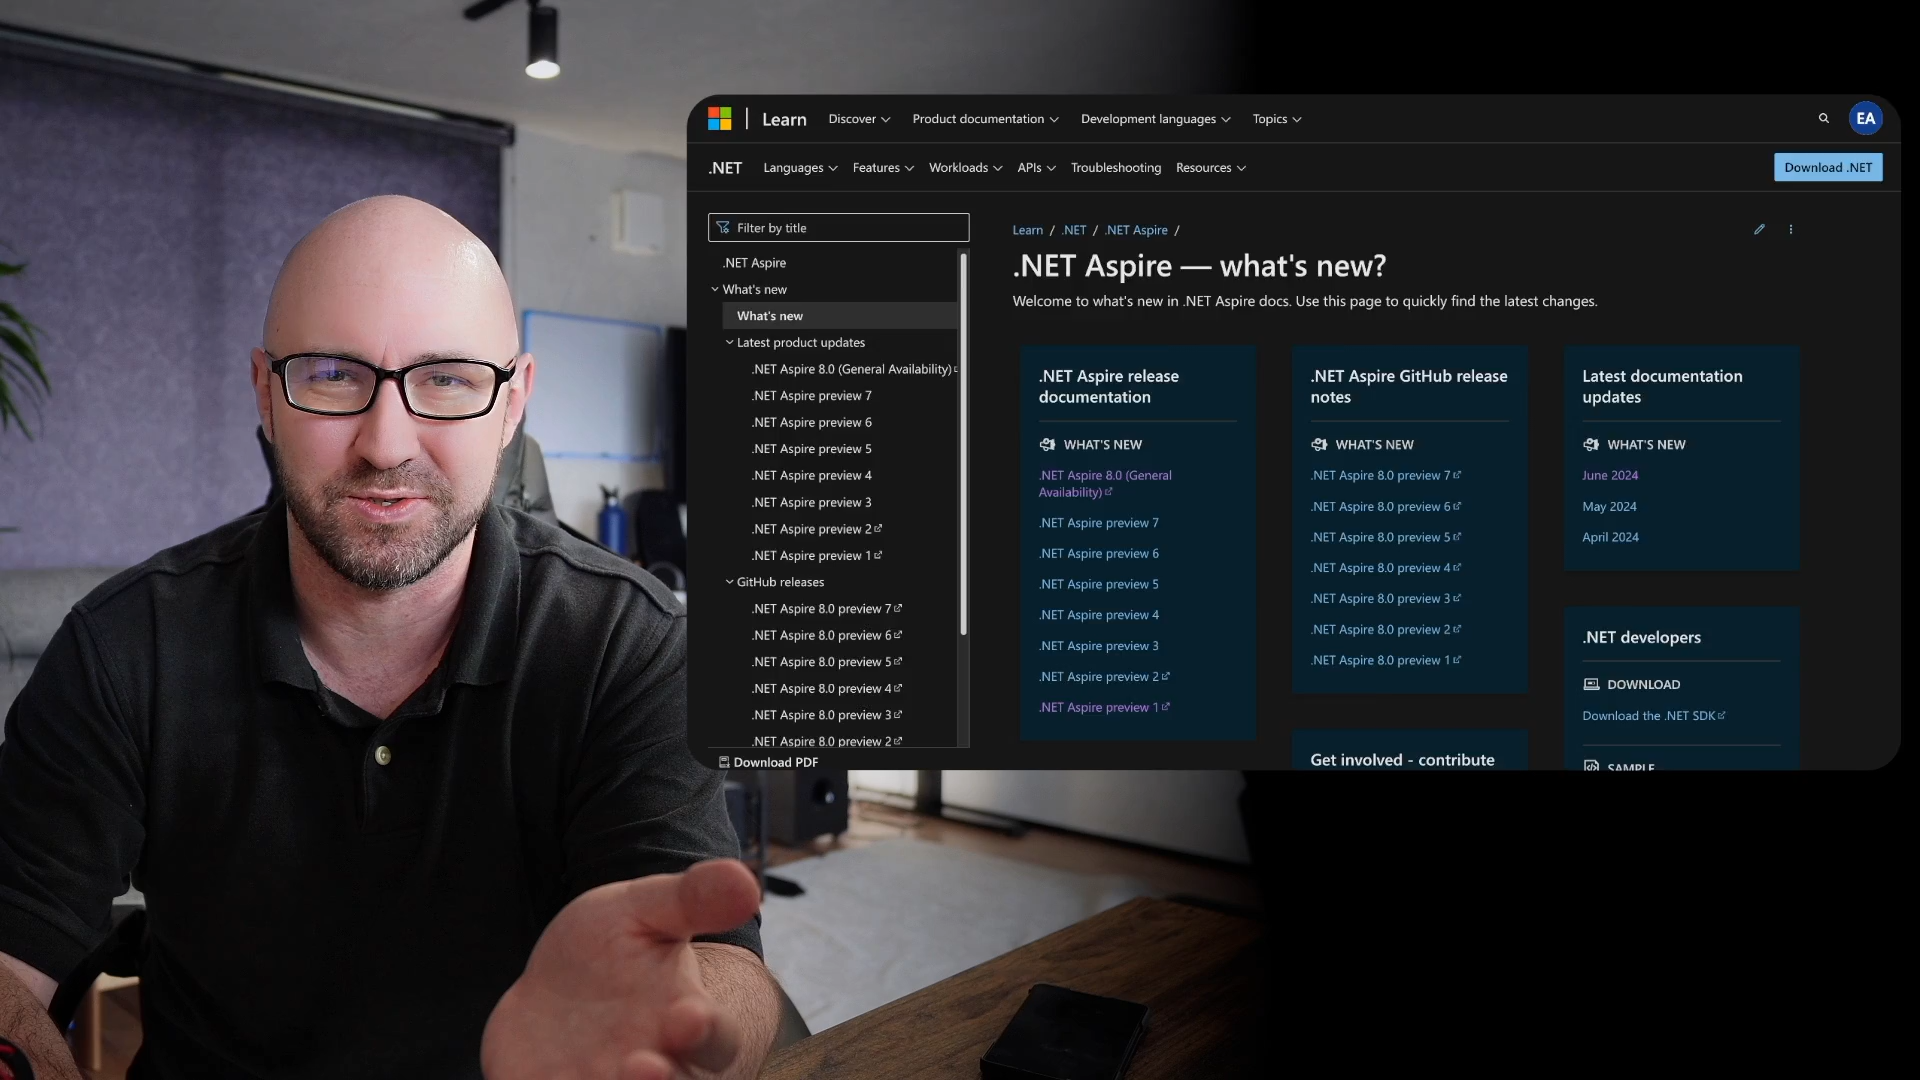 Learn
Discover
Product documentation
Development languages
Topics
EA
.NET
Languages
Features
Workloads
APIs
Troubleshooting
Resources
Download .NET
Filter by title
.NET Aspire
What's new
What's new
Latest product updates
.NET Aspire 8.0 (General Availability)
.NET Aspire preview 7
.NET Aspire preview 6
.NET Aspire preview 5
.NET Aspire preview 4
.NET Aspire preview 3
.NET Aspire preview 2
.NET Aspire preview 1
GitHub releases
.NET Aspire 8.0 preview 7
.NET Aspire 8.0 preview 6
.NET Aspire 8.0 preview 5
.NET Aspire 8.0 preview 4
.NET Aspire 8.0 preview 3
.NET Aspire 8.0 preview 2
Download PDF
Learn / .NET / .NET Aspire /
.NET Aspire — what's new?
Welcome to what's new in .NET Aspire docs. Use this page to quickly find the latest changes.
.NET Aspire release
documentation
WHAT'S NEW
.NET Aspire 8.0 (General
Availability)
.NET Aspire preview 7
.NET Aspire preview 6
.NET Aspire preview 5
.NET Aspire preview 4
.NET Aspire preview 3
.NET Aspire preview 2
.NET Aspire preview 1
.NET Aspire GitHub release
notes
WHAT'S NEW
.NET Aspire 8.0 preview 7
.NET Aspire 8.0 preview 6
.NET Aspire 8.0 preview 5
.NET Aspire 8.0 preview 4
.NET Aspire 8.0 preview 3
.NET Aspire 8.0 preview 2
.NET Aspire 8.0 preview 1
Get involved - contribute
Latest documentation
updates
WHAT'S NEW
June 2024
May 2024
April 2024
.NET developers
DOWNLOAD
Download the .NET SDK
SAMPLE